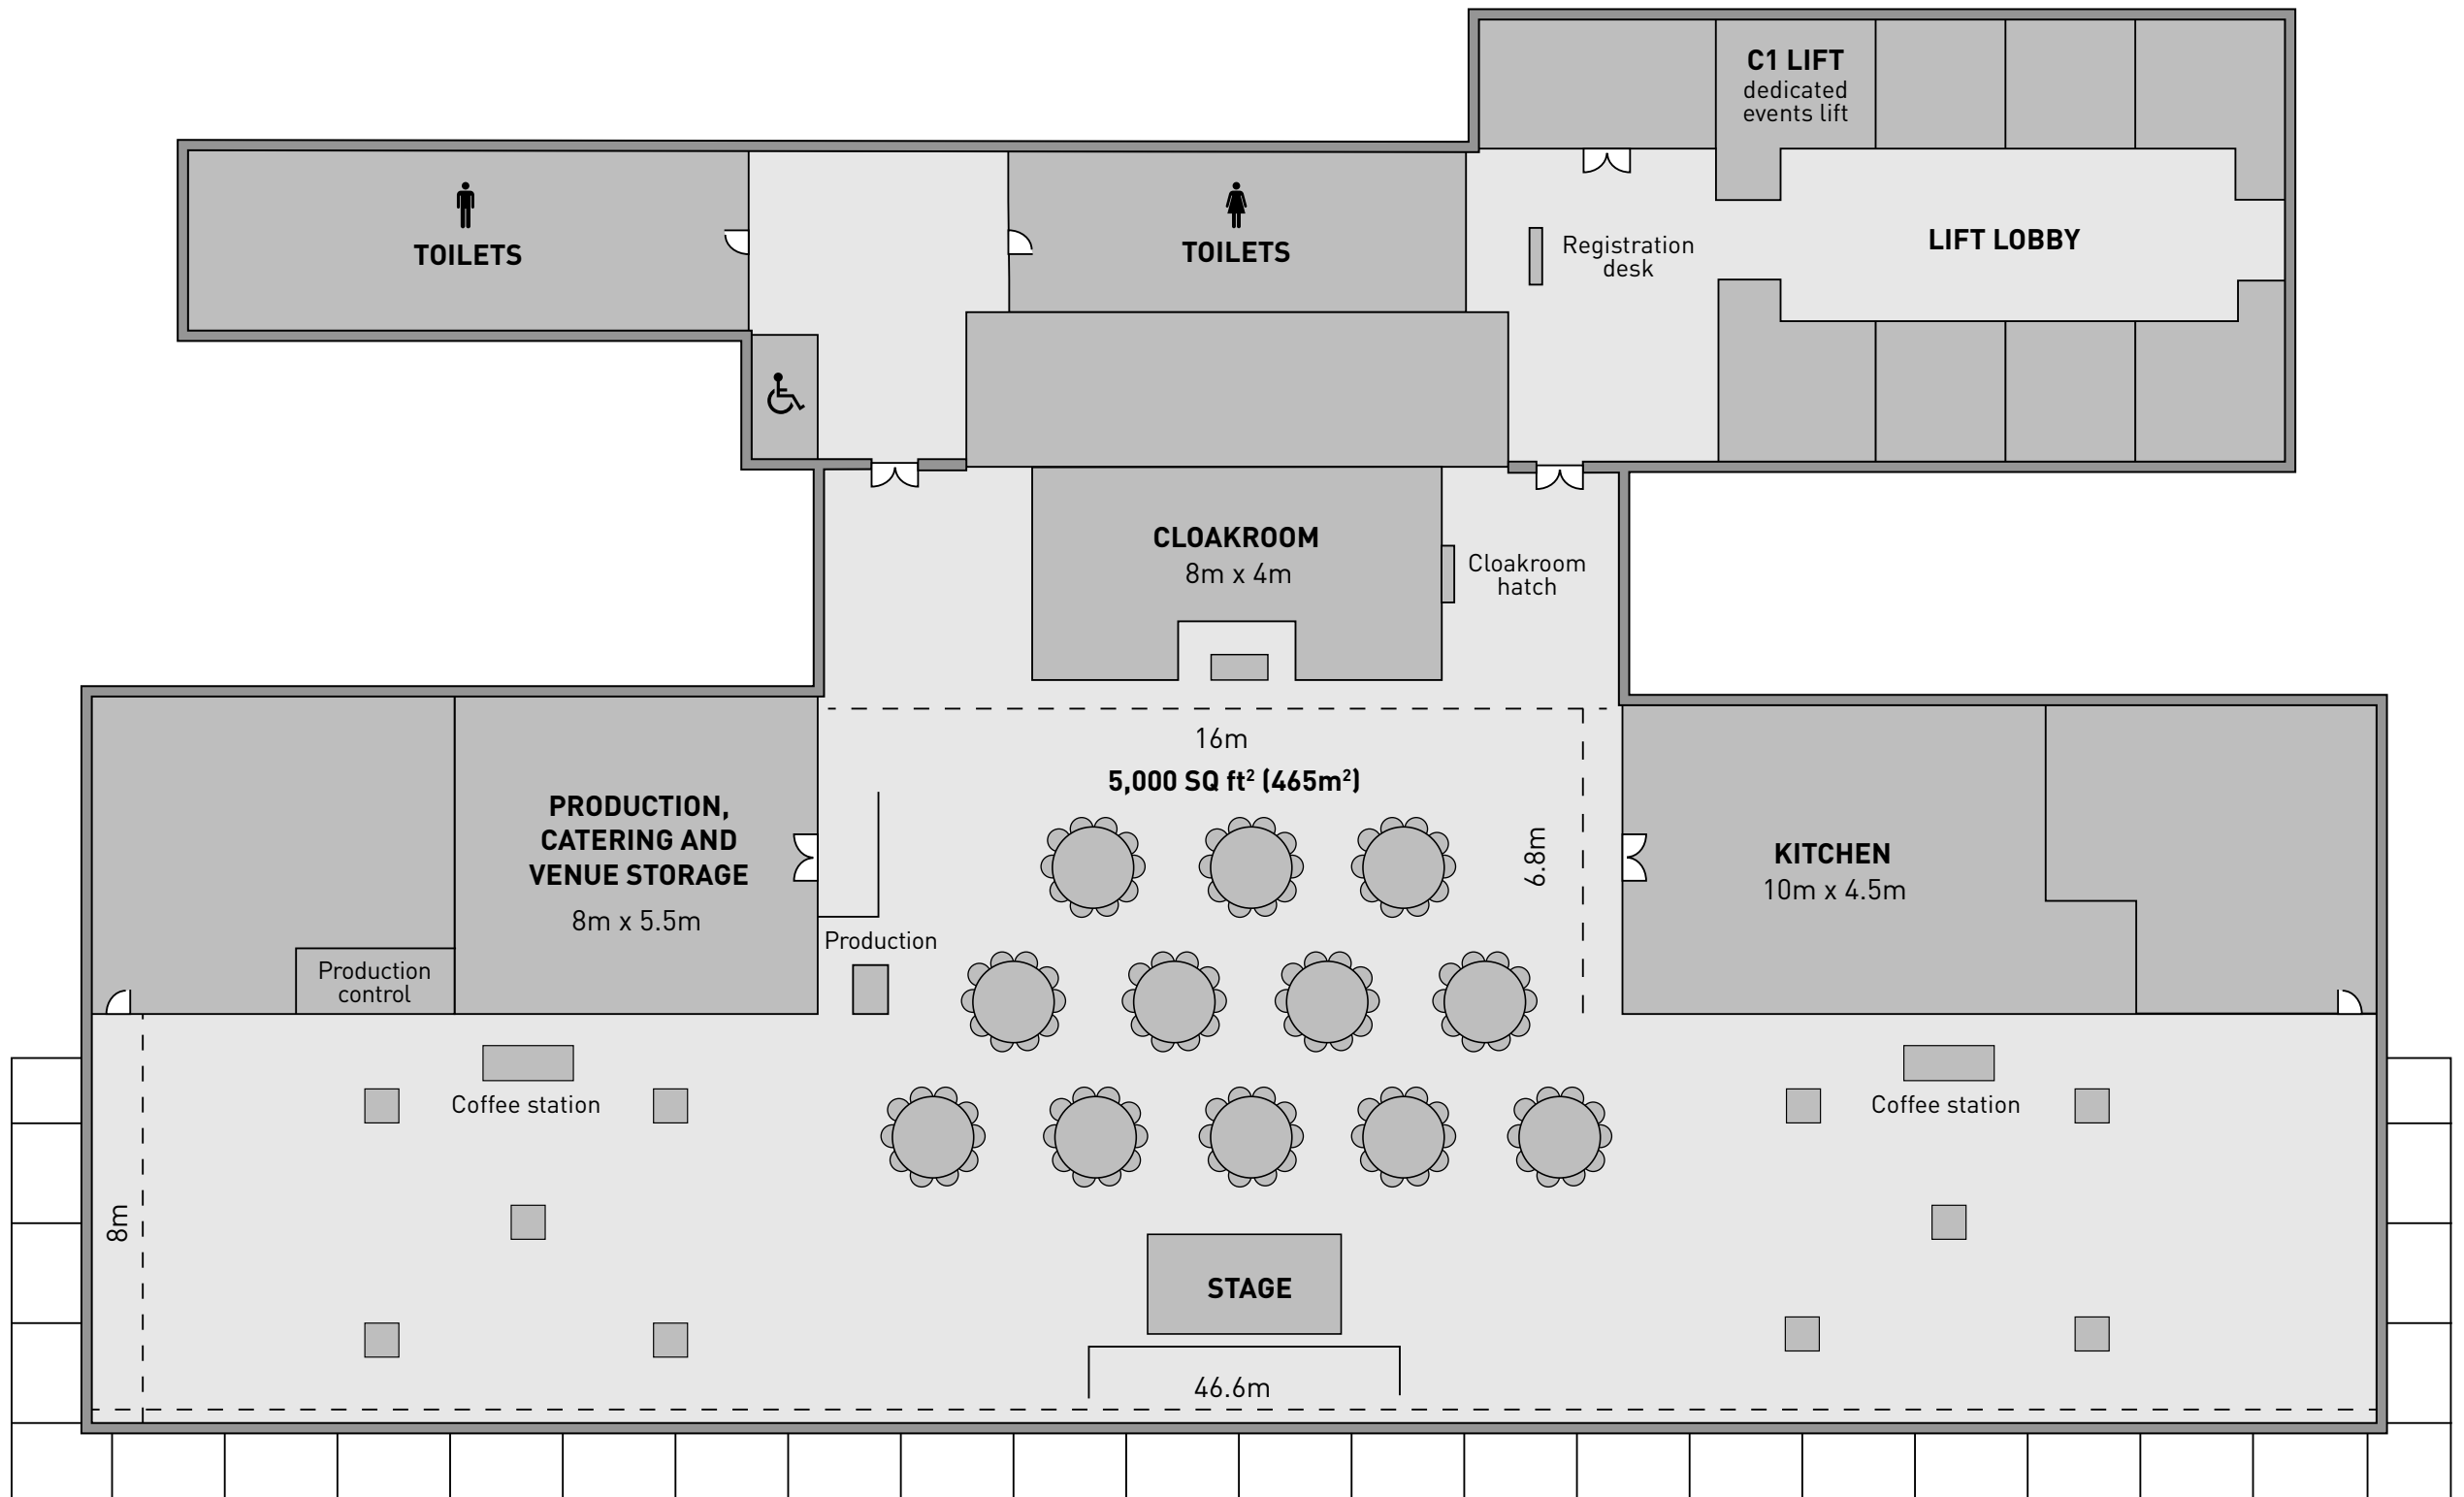 C1 LIFT
dedicated
events lift
TOILETS
TOILETS
Registration
desk
LIFT LOBBY
CLOAKROOM
8m x 4m
Cloakroom
hatch
16m
5,000 SQ ft² (465m²)
6.8m
PRODUCTION,
CATERING AND
VENUE STORAGE
8m x 5.5m
Production
control
Production
KITCHEN
10m x 4.5m
Coffee station
Coffee station
8m
STAGE
46.6m